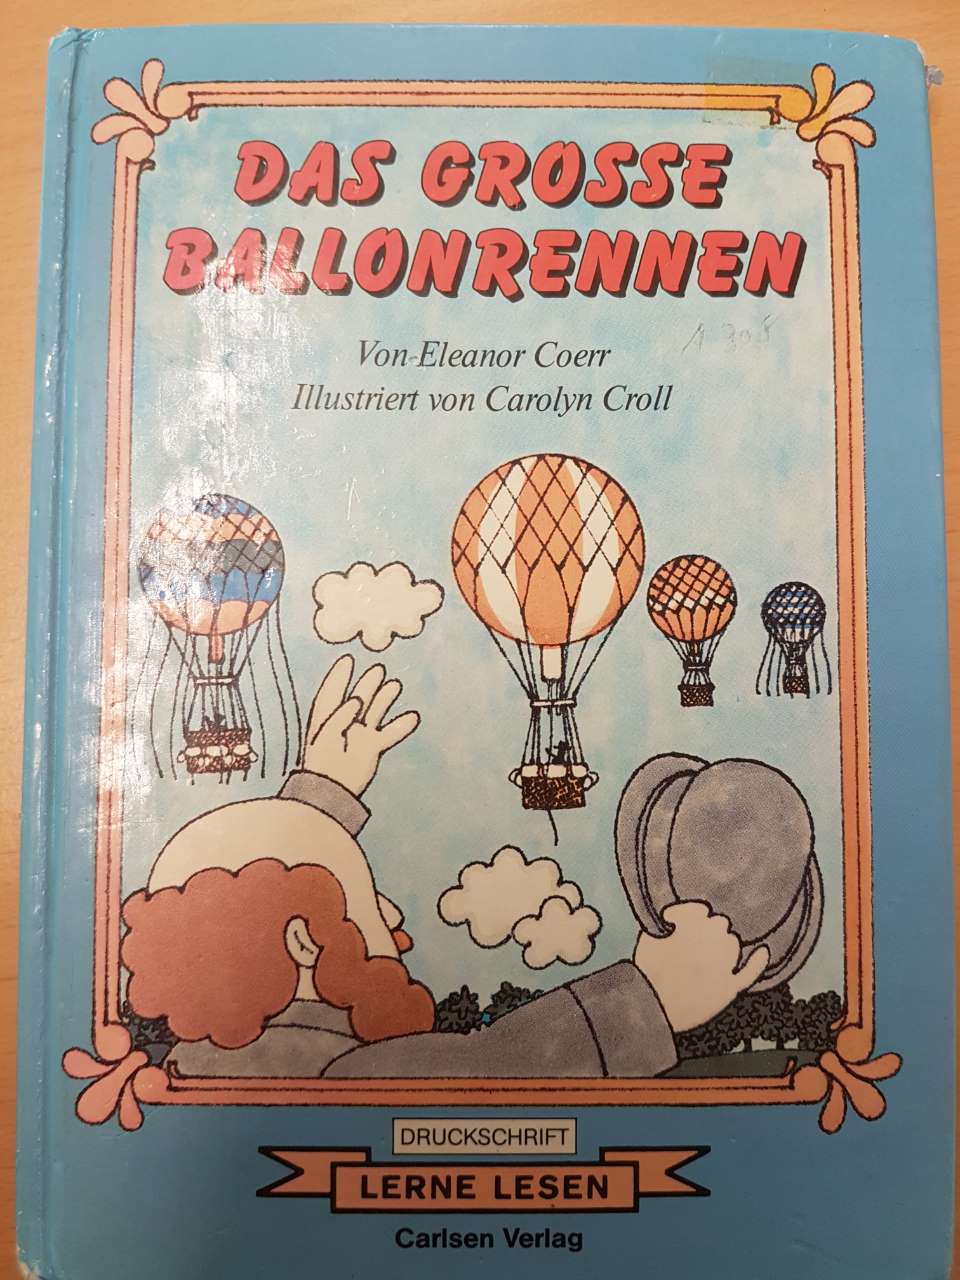 DAS GROSSE
BALLONRENNEN
Von Eleanor Coerr
Illustriert von Carolyn Croll
DRUCKSCHRIFT
LERNE LESEN
Carlsen Verlag